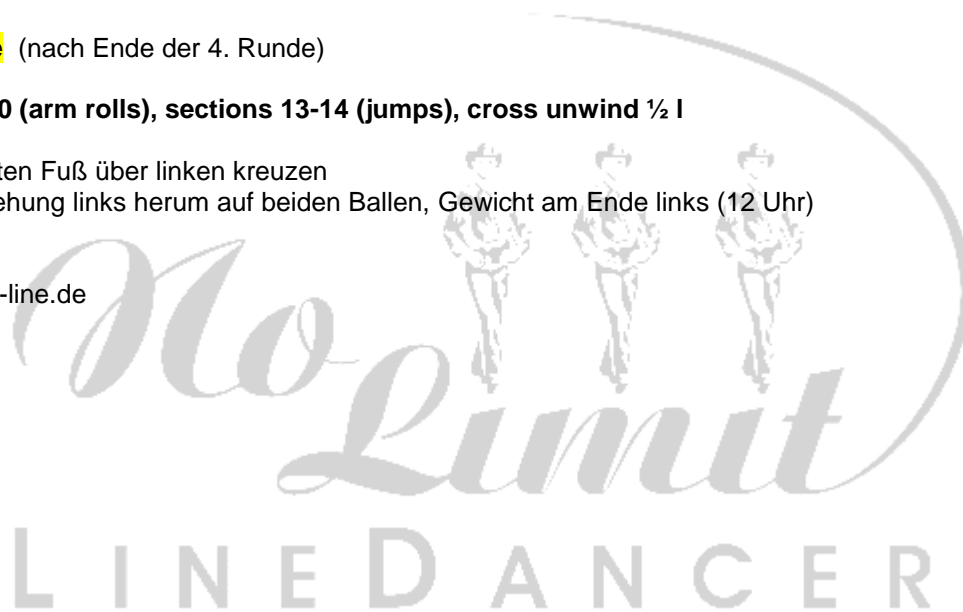 e (nach Ende der 4. Runde)
0 (arm rolls), sections 13-14 (jumps), cross unwind ½ l
ten Fuß über linken kreuzen
ehung links herum auf beiden Ballen, Gewicht am Ende links (12 Uhr)
-line.de
No
Limit
LINEDANCER